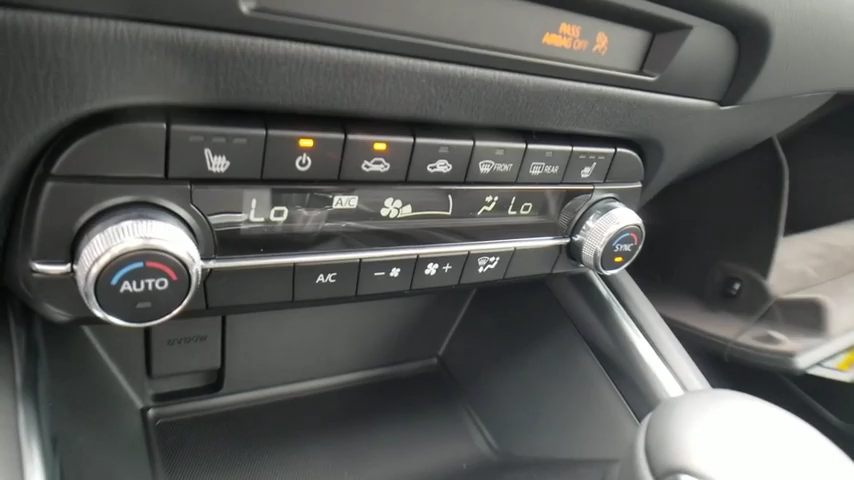 PASS
AIRBAG OFF
FRONT
REAR
Lo
A/C
Lo
AUTO
SYNC
A/C
- +